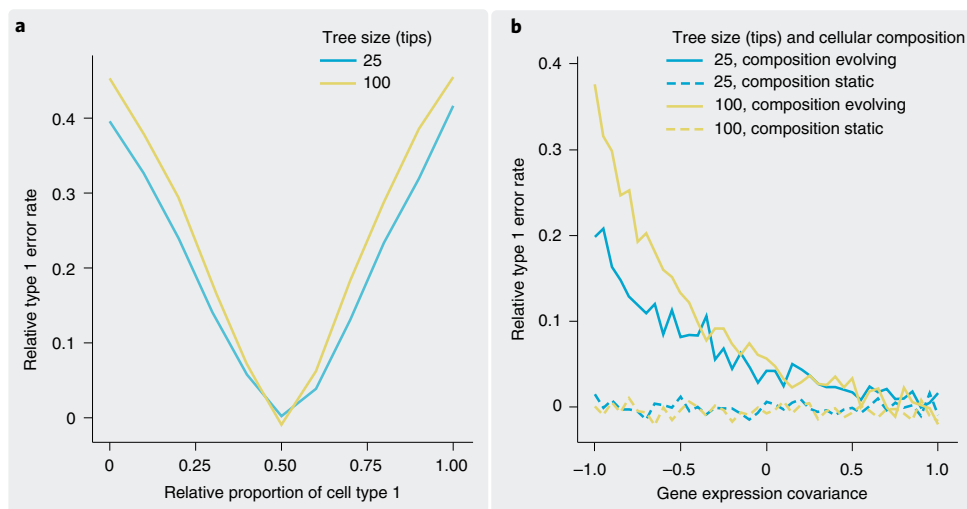 a
Tree size (tips)
25
100
Relative type 1 error rate
0.4
0.3
0.2
0.1
0
0 0.25 0.50 0.75 1.00
Relative proportion of cell type 1
b
Tree size (tips) and cellular composition
25, composition evolving
25, composition static
100, composition evolving
100, composition static
Relative type 1 error rate
0.4
0.3
0.2
0.1
0
−1.0 −0.5 0 0.5 1.0
Gene expression covariance